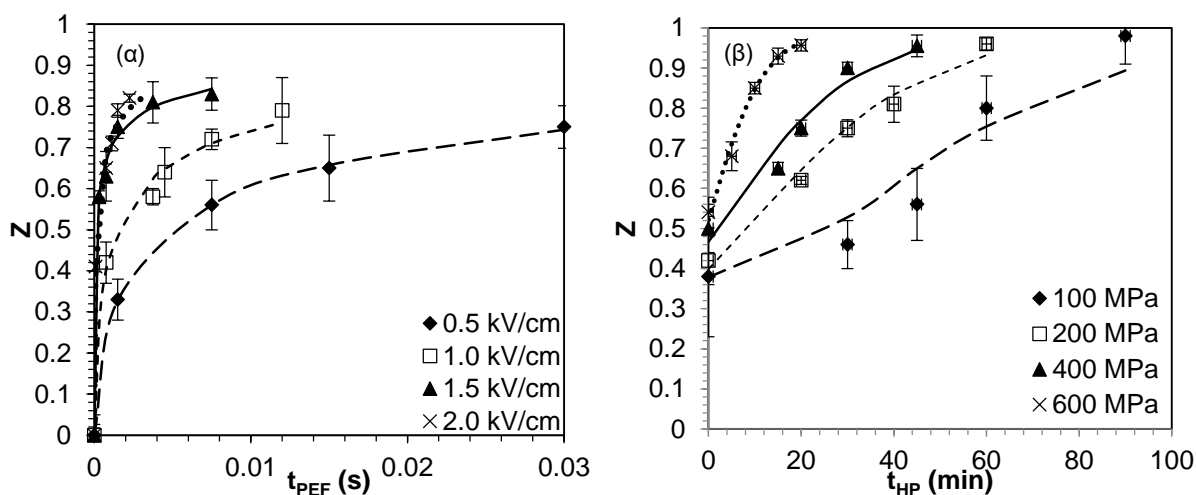 (α)
Z
1
0.9
0.8
0.7
0.6
0.5
0.4
0.3
0.2
0.1
0
0 0.01 0.02 0.03
t_PEF (s)
0.5 kV/cm
1.0 kV/cm
1.5 kV/cm
2.0 kV/cm
(β)
Z
1
0.9
0.8
0.7
0.6
0.5
0.4
0.3
0.2
0.1
0
0 20 40 60 80 100
t_HP (min)
100 MPa
200 MPa
400 MPa
600 MPa